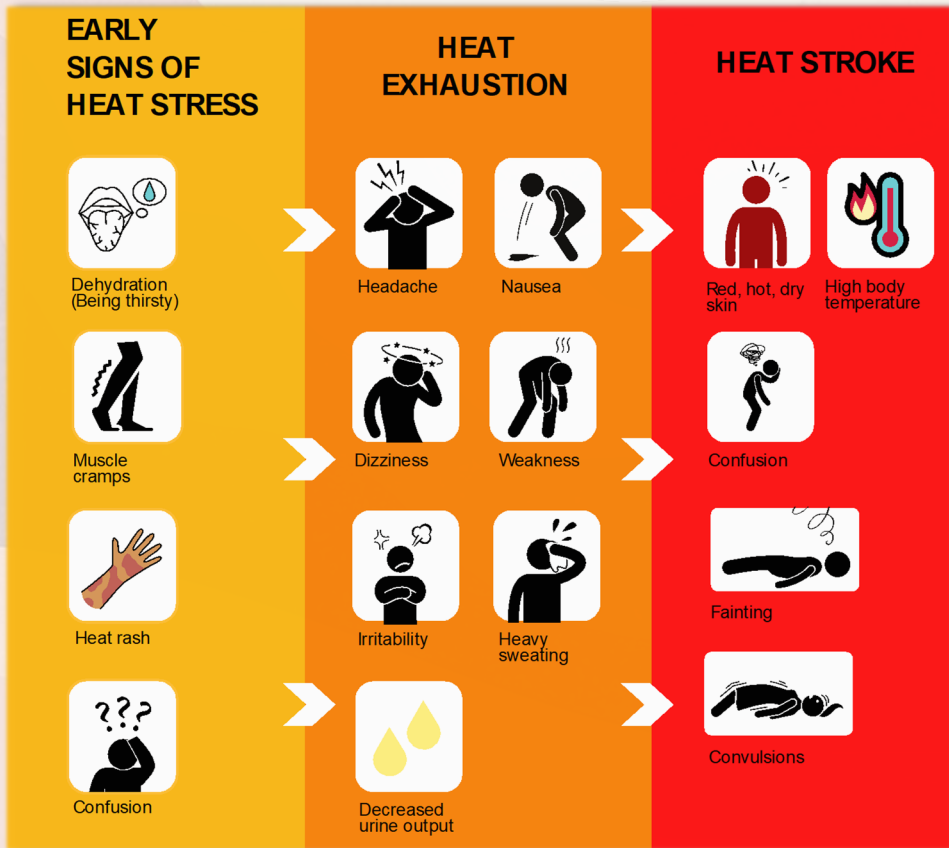 EARLY
SIGNS OF
HEAT STRESS
Dehydration
(Being thirsty)
Muscle
cramps
Heat rash
???
Confusion
HEAT
EXHAUSTION
Headache
Nausea
Dizziness
Weakness
Irritability
Heavy
sweating
Decreased
urine output
HEAT STROKE
Red, hot, dry
skin
High body
temperature
Confusion
Fainting
Convulsions